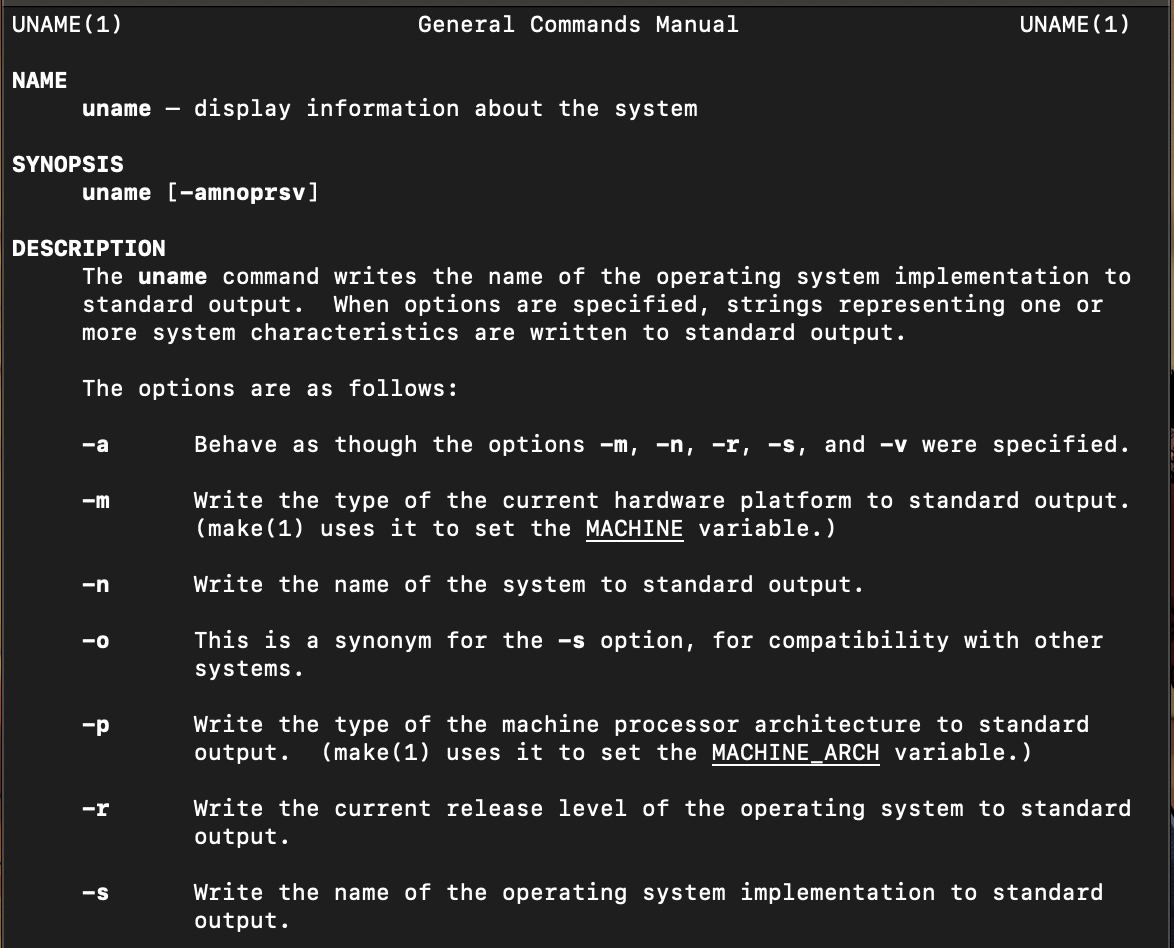 UNAME(1) General Commands Manual UNAME(1)
NAME
uname — display information about the system
SYNOPSIS
uname [-amnoprsv]
DESCRIPTION
The uname command writes the name of the operating system implementation to
standard output. When options are specified, strings representing one or
more system characteristics are written to standard output.
The options are as follows:
-a Behave as though the options -m, -n, -r, -s, and -v were specified.
-m Write the type of the current hardware platform to standard output.
(make(1) uses it to set the MACHINE variable.)
-n Write the name of the system to standard output.
-o This is a synonym for the -s option, for compatibility with other
systems.
-p Write the type of the machine processor architecture to standard
output. (make(1) uses it to set the MACHINE_ARCH variable.)
-r Write the current release level of the operating system to standard
output.
-s Write the name of the operating system implementation to standard
output.